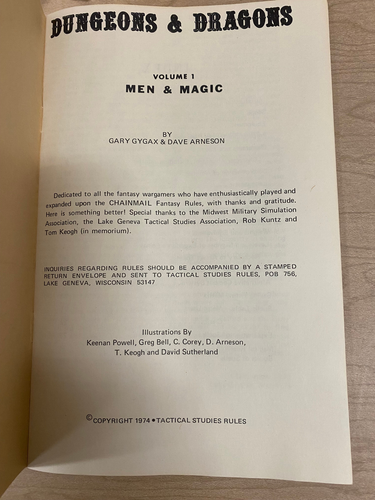 DUNGEONS & DRAGONS
VOLUME 1
MEN & MAGIC
BY
GARY GYGAX & DAVE ARNESON
Dedicated to all the fantasy wargamers who have enthusiastically played and
expanded upon the CHAINMAIL Fantasy Rules, with thanks and gratitude.
Here is something better! Special thanks to the Midwest Military Simulation
Association, the Lake Geneva Tactical Studies Association, Rob Kuntz and
Tom Keogh (in memorium).
INQUIRIES REGARDING RULES SHOULD BE ACCOMPANIED BY A STAMPED
RETURN ENVELOPE AND SENT TO TACTICAL STUDIES RULES, POB 756,
LAKE GENEVA, WISCONSIN 53147
Illustrations By
Keenan Powell, Greg Bell, C. Corey, D. Arneson,
T. Keogh and David Sutherland
©COPYRIGHT 1974 • TACTICAL STUDIES RULES